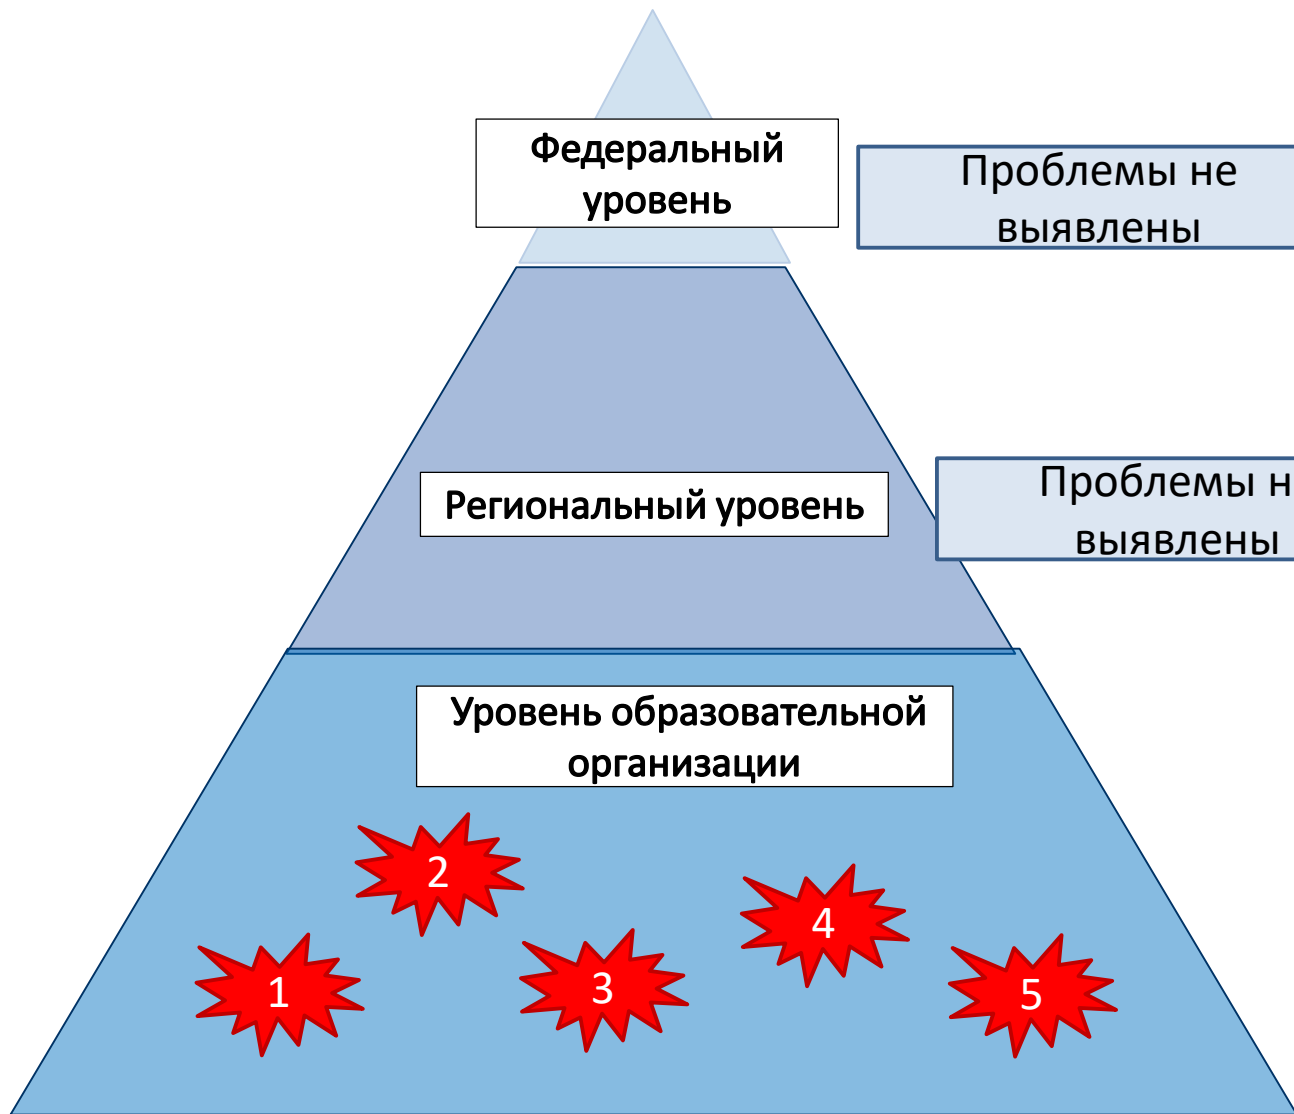 Федеральный
уровень
Проблемы не
выявлены
Региональный уровень
Проблемы н
выявлены
Уровень образовательной
организации
2
4
1
3
5